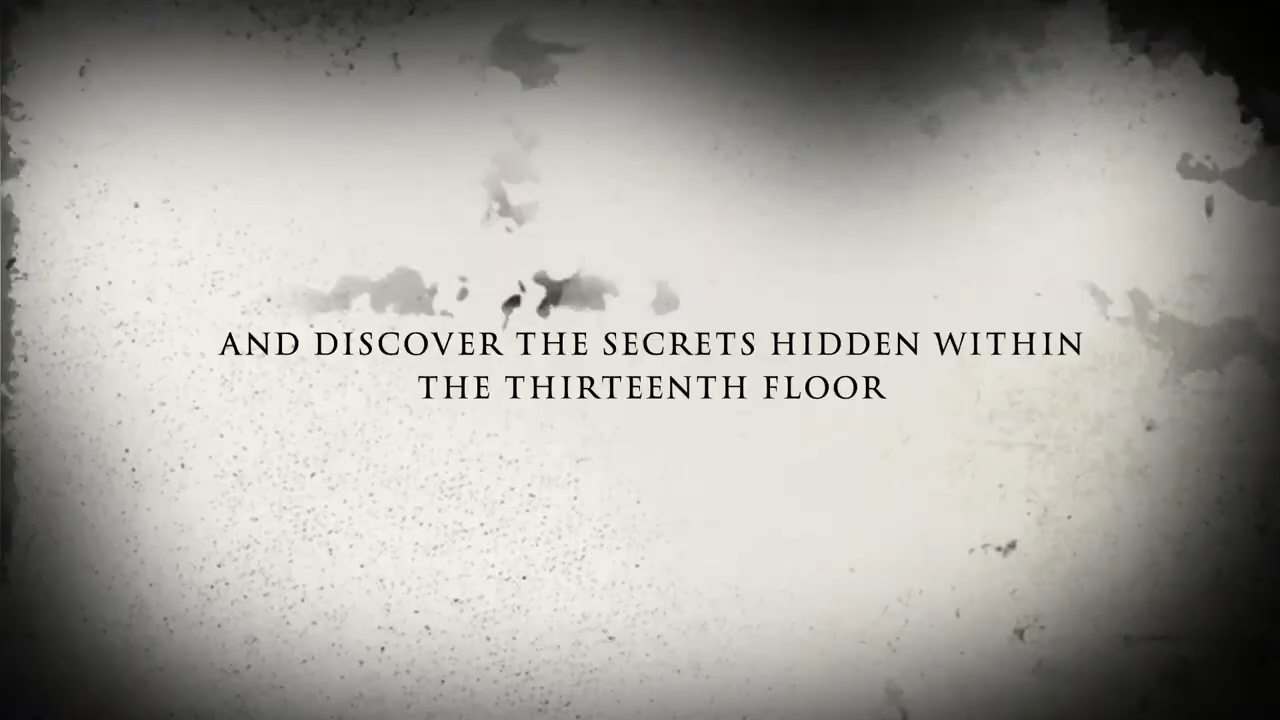 AND DISCOVER THE SECRETS HIDDEN WITHIN
THE THIRTEENTH FLOOR